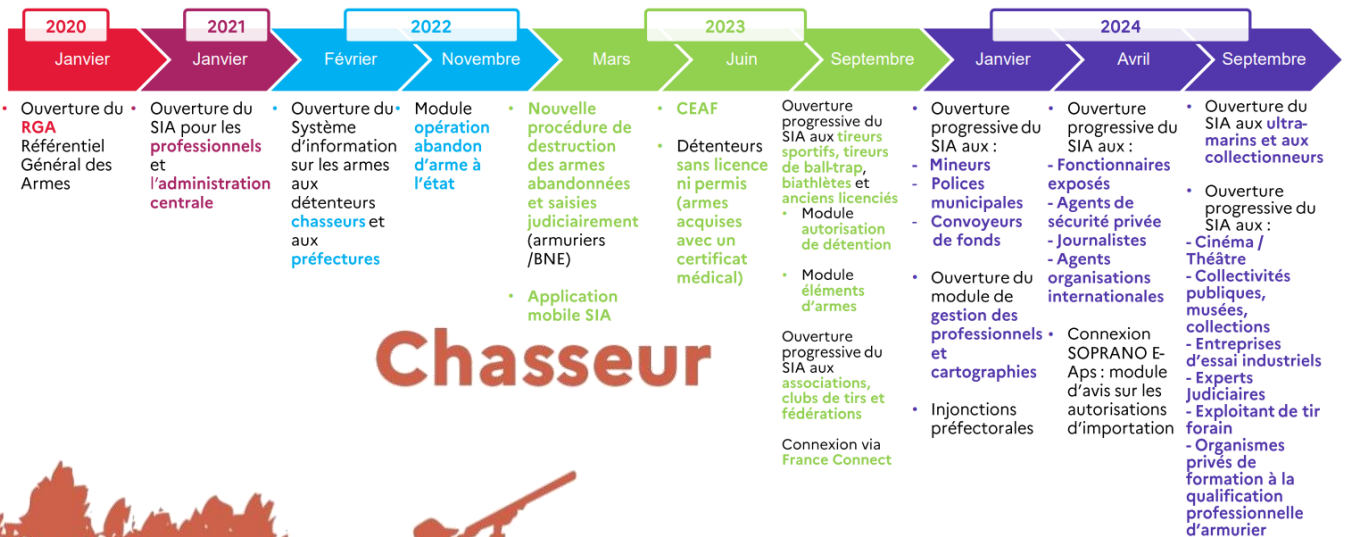 2020
2021
2022
2023
2024
Janvier
Janvier
Février
Novembre
Mars
Juin
Septembre
Janvier
Avril
Septembre
• Ouverture du
RGA
Référentiel
Général des
Armes
• Ouverture du
SIA pour les
professionnels
et
l'administration
centrale
• Ouverture du
Système
d'information
sur les armes
aux
détenteurs
chasseurs et
aux
préfectures
• Module
opération
abandon
d'arme à
l'état
• Nouvelle
procédure de
destruction
des armes
abandonnées
et saisies
judiciairement
(armuriers
/BNE)
• Application
mobile SIA
• CEAF
• Détenteurs
sans licence
ni permis
(armes
acquises
avec un
certificat
médical)
Ouverture
progressive du
SIA aux tireurs
sportifs, tireurs
de ball-trap,
biathlètes et
anciens licenciés
• Module
autorisation
de détention
• Module
éléments
d'armes
Ouverture
progressive du
SIA aux
associations,
clubs de tirs et
fédérations
Connexion via
France Connect
• Ouverture
progressive du
SIA aux :
- Mineurs
- Polices
municipales
- Convoyeurs
de fonds
• Ouverture du
module de
gestion des
professionnels
et
cartographies
• Injonctions
préfectorales
• Ouverture
progressive du
SIA aux :
- Fonctionnaires
exposés
- Agents de
sécurité privée
- Journalistes
- Agents
organisations
internationales
• Connexion
SOPRANO E-
Aps : module
d'avis sur les
autorisations
d'importation
• Ouverture du
SIA aux ultra-
marins et aux
collectionneurs
• Ouverture
progressive du
SIA aux :
- Cinéma /
Théâtre
- Collectivités
publiques,
musées,
collections
- Entreprises
d'essai industriels
- Experts
Judiciaires
- Exploitant de tir
forain
- Organismes
privés de
formation à la
qualification
professionnelle
d'armurier
Chasseur